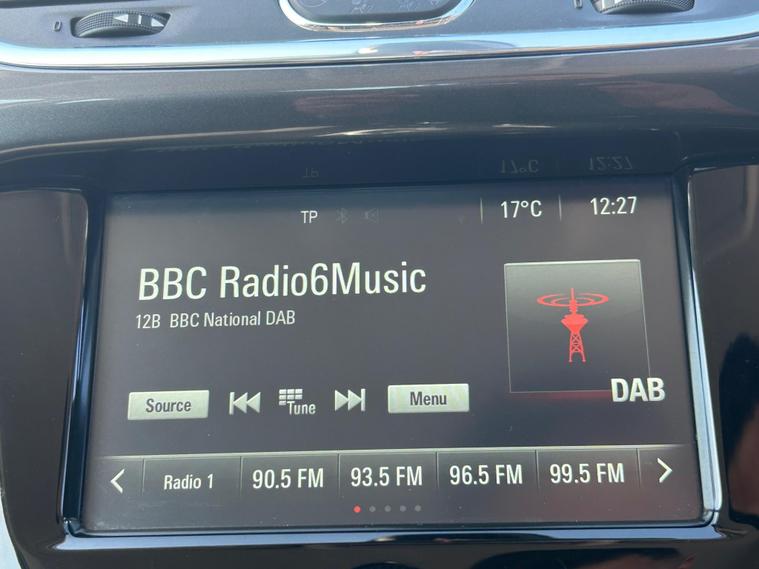 TP 17°C 12:27
BBC Radio6Music
12B BBC National DAB
DAB
Source Tune Menu
Radio 1 90.5 FM 93.5 FM 96.5 FM 99.5 FM